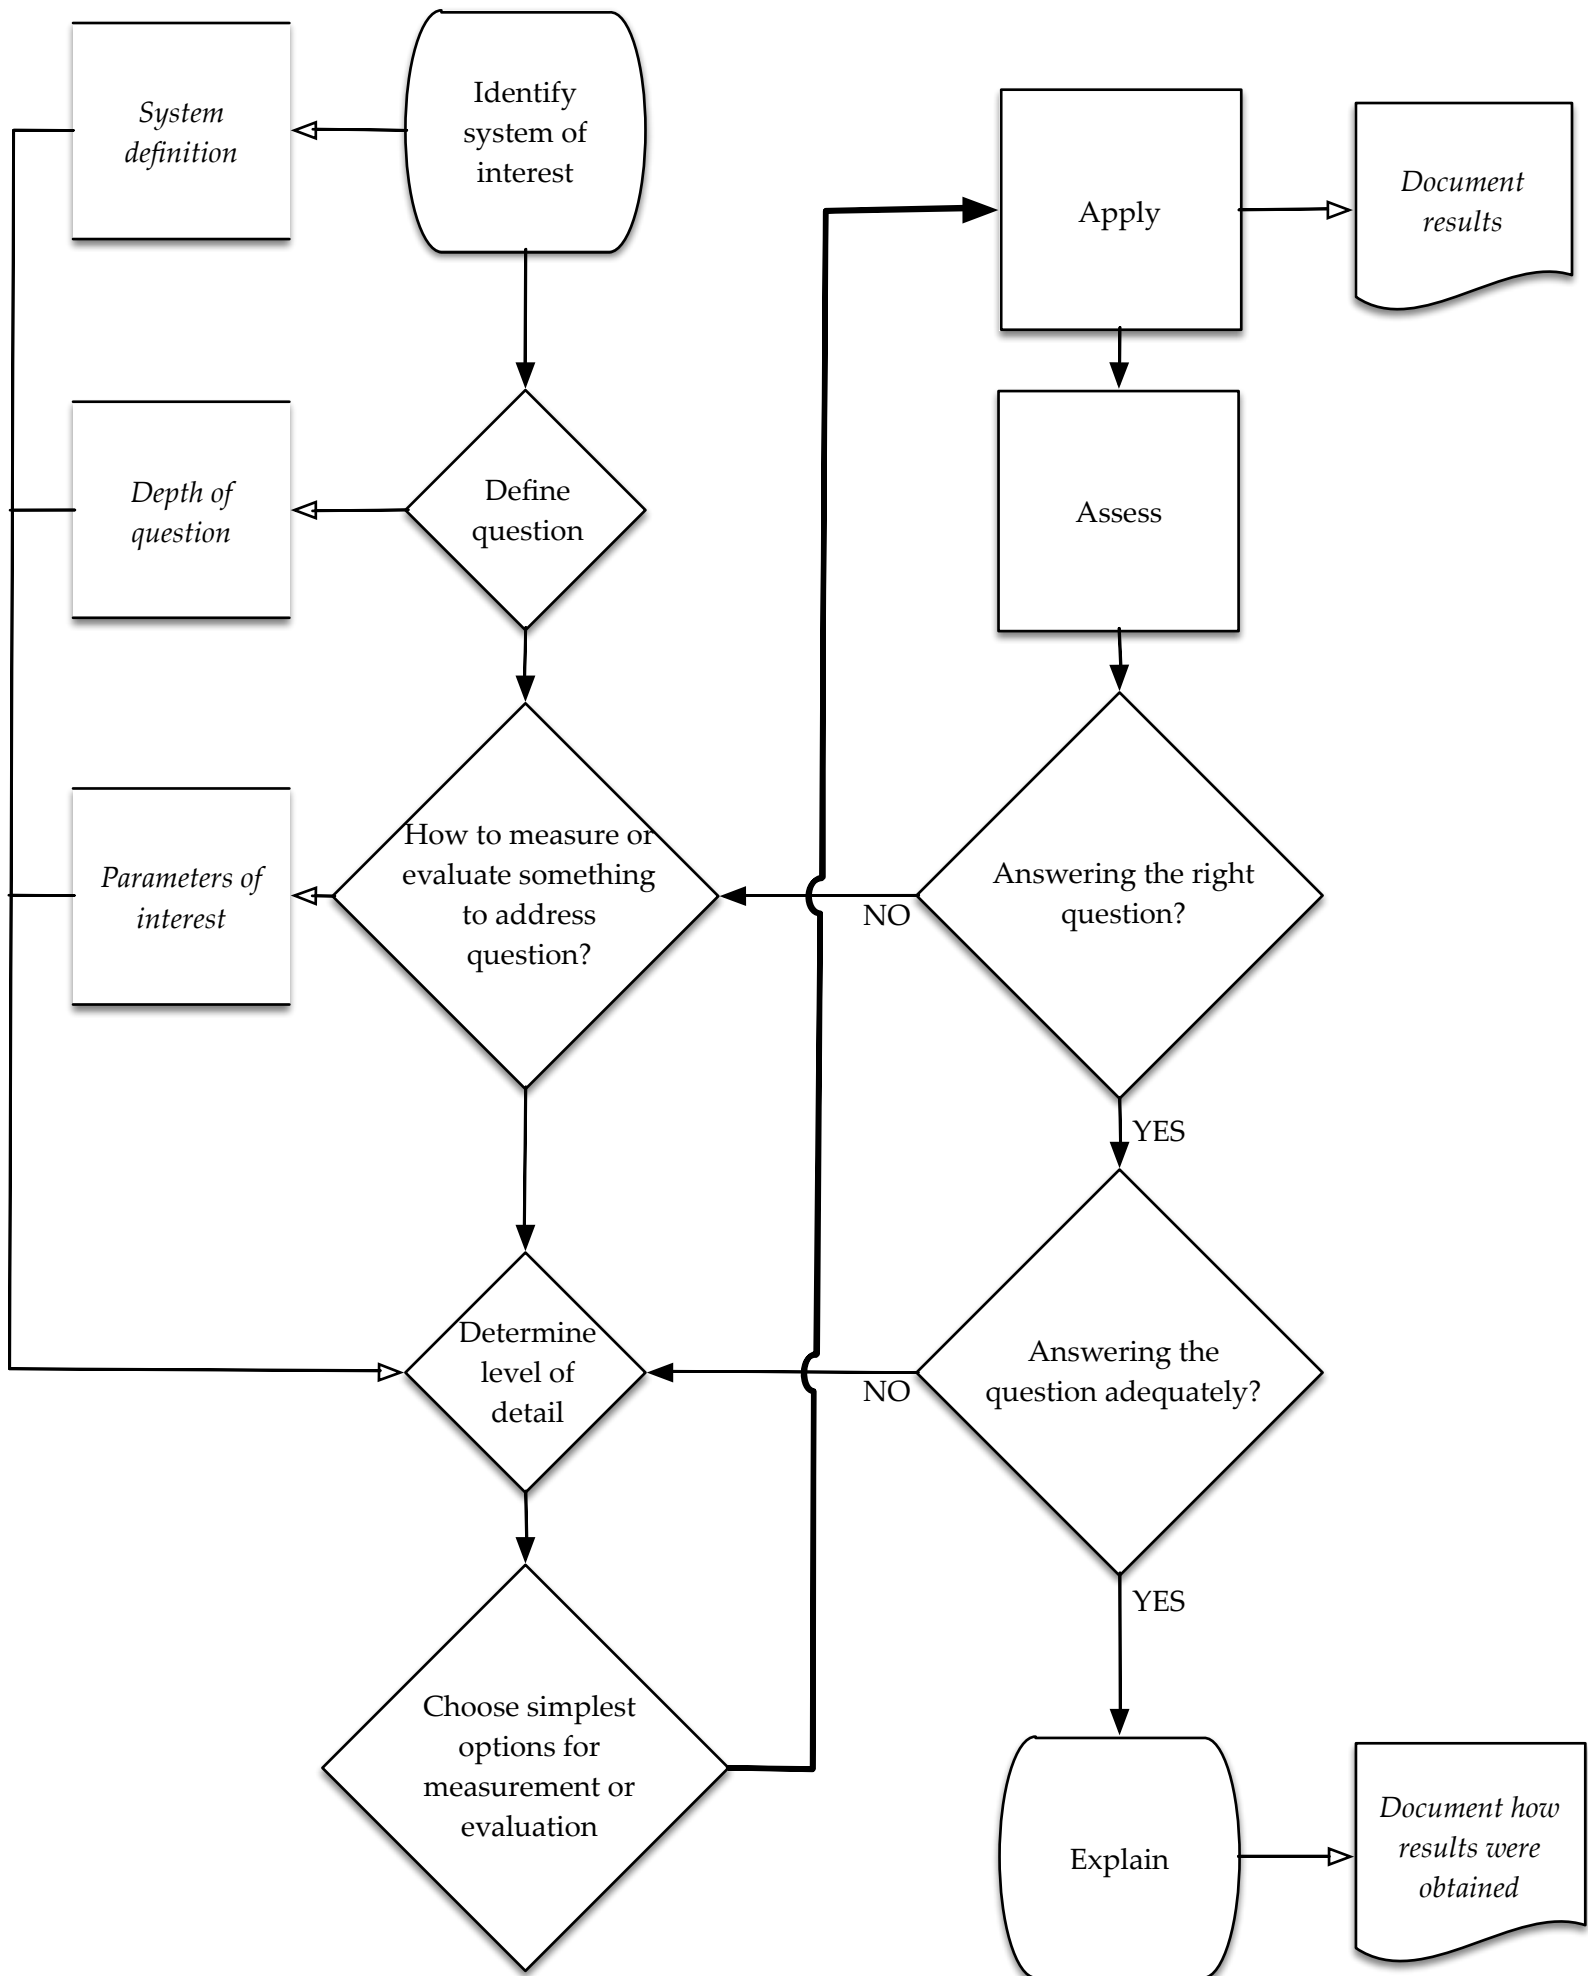 System
definition
Identify
system of
interest
Depth of
question
Define
question
Parameters of
interest
How to measure or
evaluate something
to address
question?
Determine
level of
detail
Choose simplest
options for
measurement or
evaluation
Apply
Document
results
Assess
Answering the right
question?
NO
YES
Answering the
question adequately?
NO
YES
Explain
Document how
results were
obtained